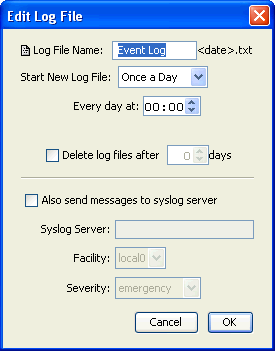 Edit Log File
Log File Name: Event Log <date>.txt
Start New Log File: Once a Day
Every day at: 00:00
Delete log files after 0 days
Also send messages to syslog server
Syslog Server:
Facility: local0
Severity: emergency
Cancel OK